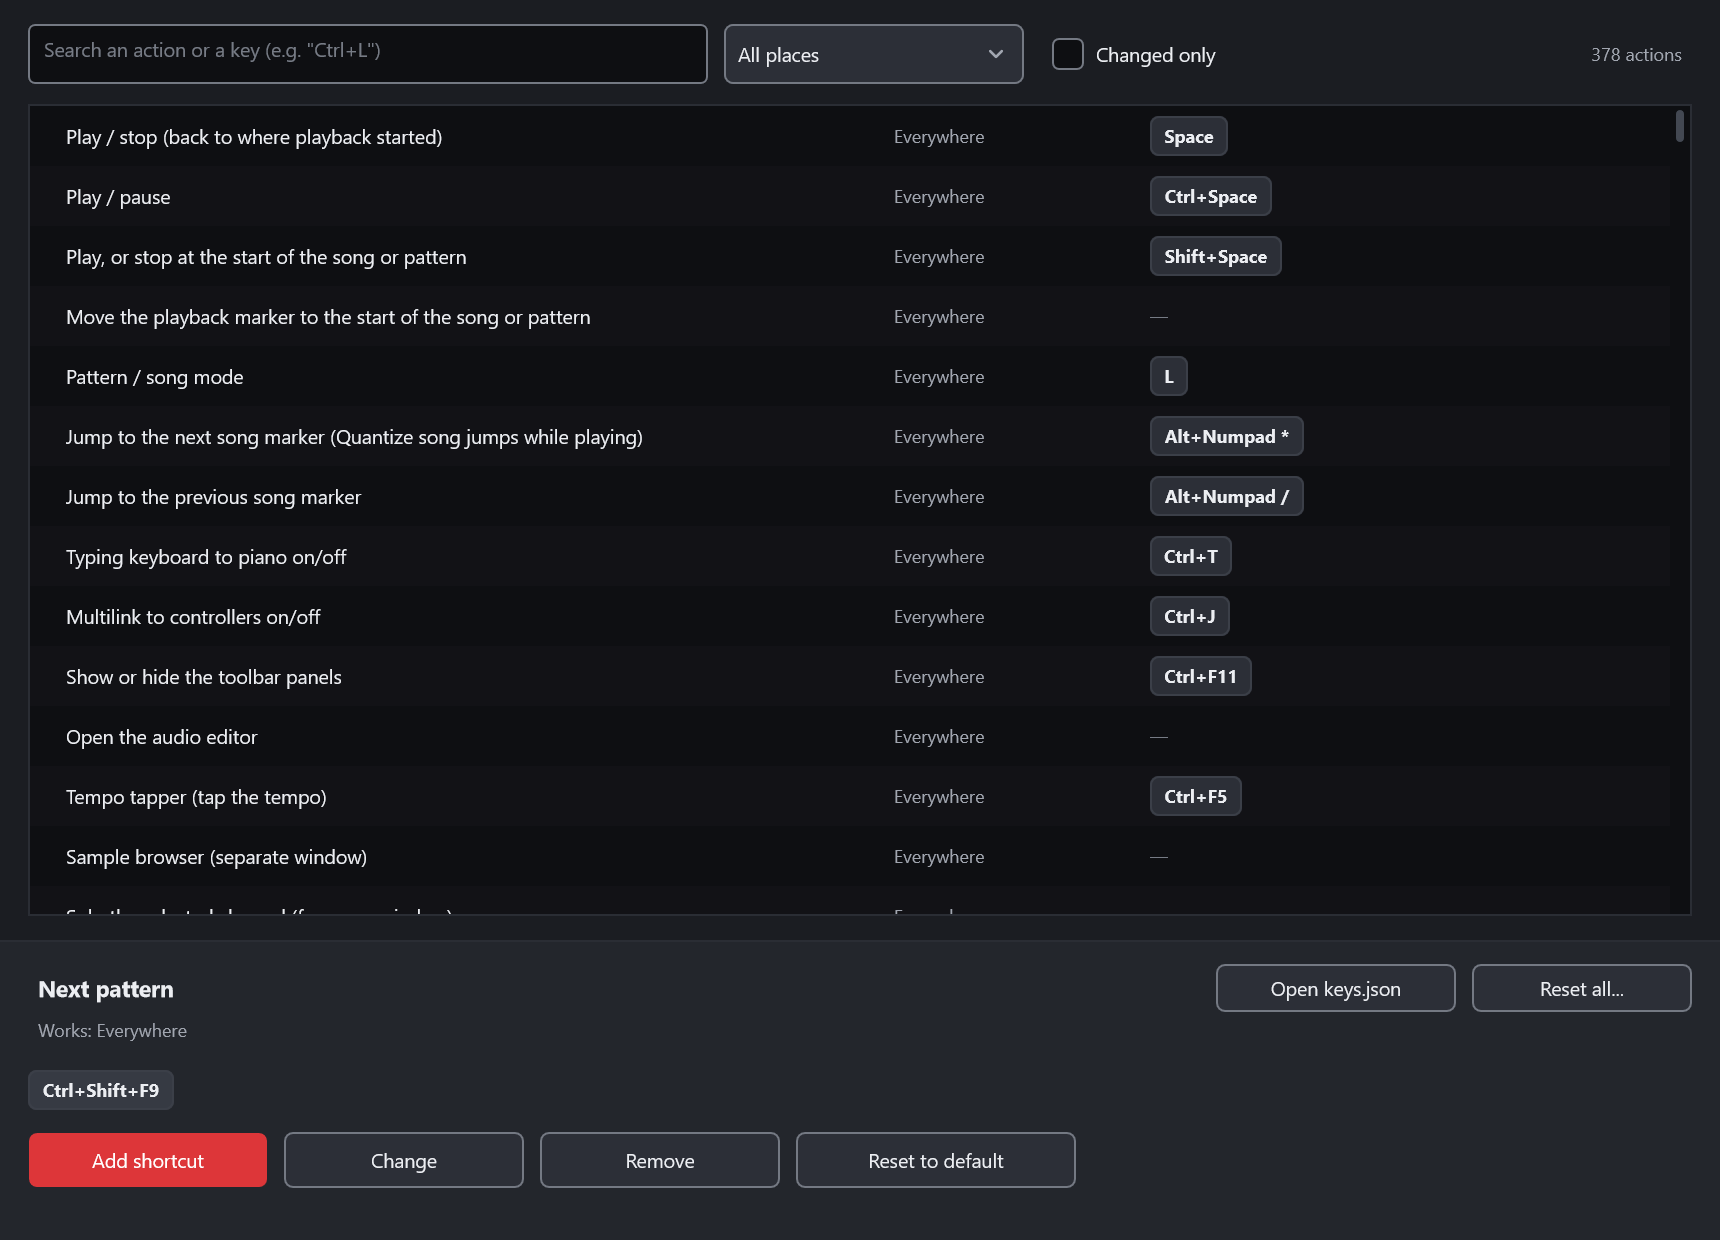 Search an action or a key (e.g. "Ctrl+L")
All places
Changed only
378 actions
Play / stop (back to where playback started) Everywhere Space
Play / pause Everywhere Ctrl+Space
Play, or stop at the start of the song or pattern Everywhere Shift+Space
Move the playback marker to the start of the song or pattern Everywhere —
Pattern / song mode Everywhere L
Jump to the next song marker (Quantize song jumps while playing) Everywhere Alt+Numpad *
Jump to the previous song marker Everywhere Alt+Numpad /
Typing keyboard to piano on/off Everywhere Ctrl+T
Multilink to controllers on/off Everywhere Ctrl+J
Show or hide the toolbar panels Everywhere Ctrl+F11
Open the audio editor Everywhere —
Tempo tapper (tap the tempo) Everywhere Ctrl+F5
Sample browser (separate window) Everywhere —
Next pattern
Open keys.json
Reset all...
Works: Everywhere
Ctrl+Shift+F9
Add shortcut
Change
Remove
Reset to default